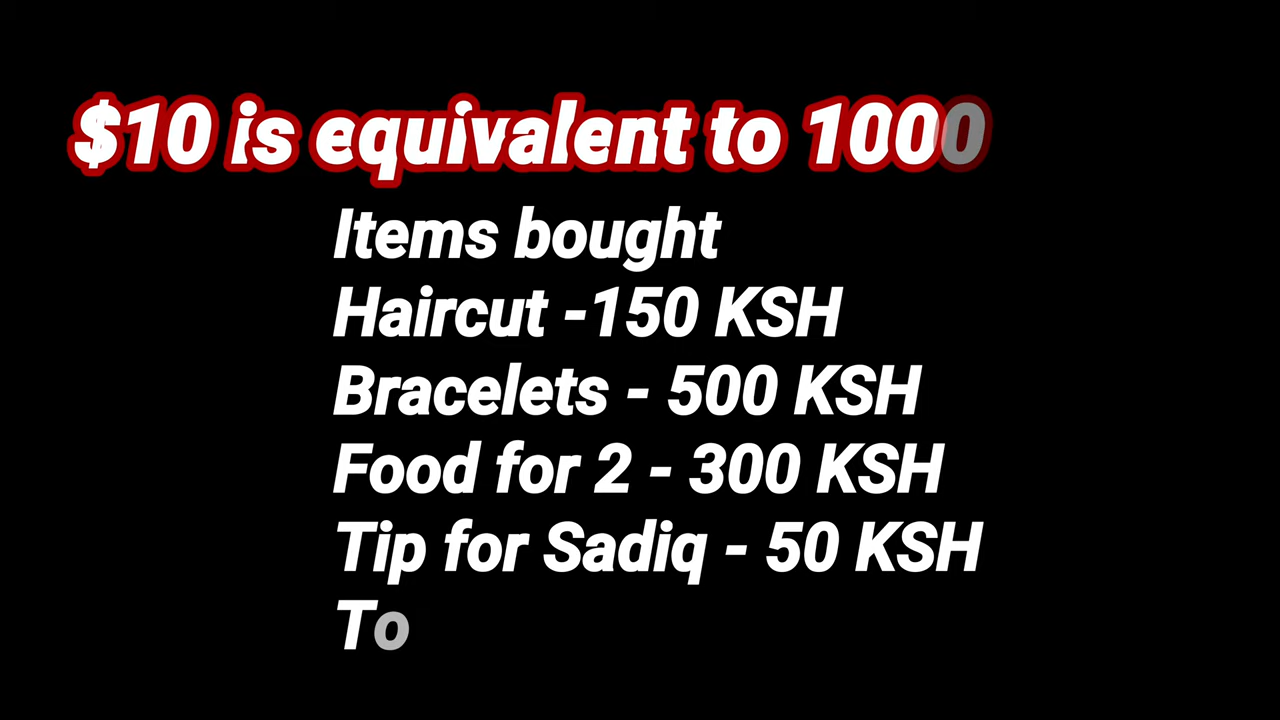 $10 is equivalent to 1000
Items bought
Haircut -150 KSH
Bracelets - 500 KSH
Food for 2 - 300 KSH
Tip for Sadiq - 50 KSH
To